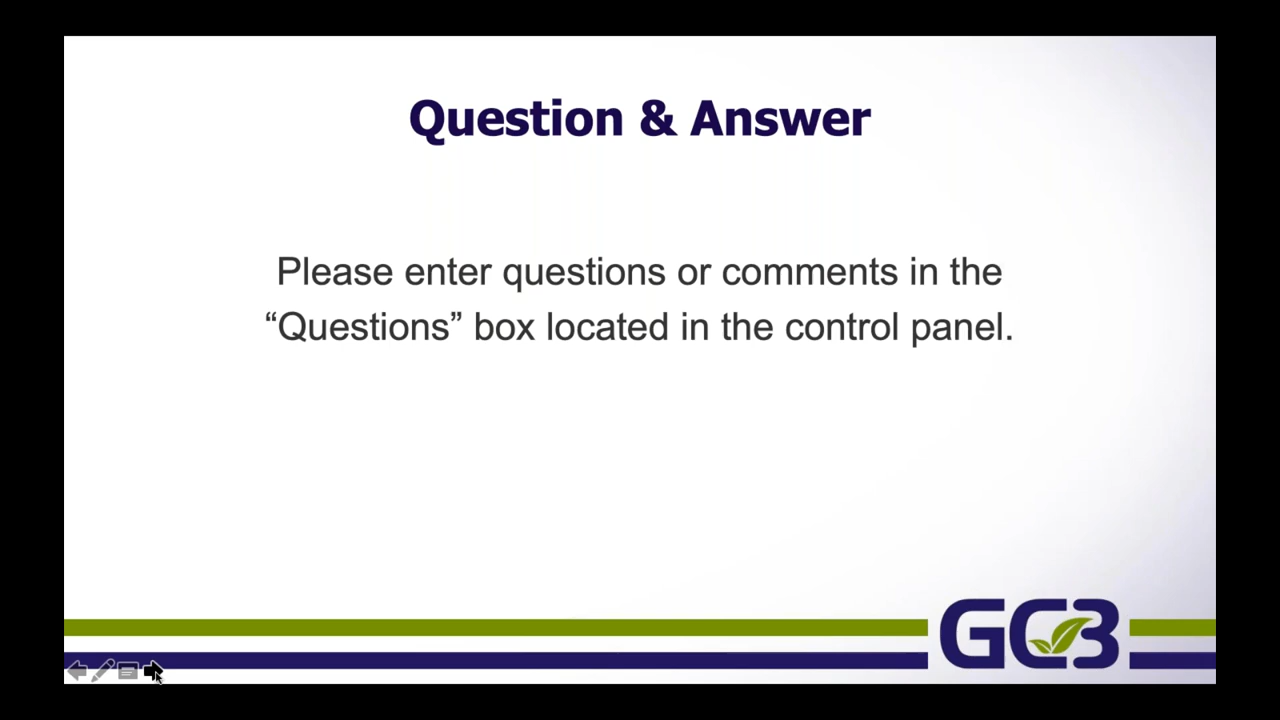 Question & Answer
Please enter questions or comments in the
“Questions” box located in the control panel.
GC3